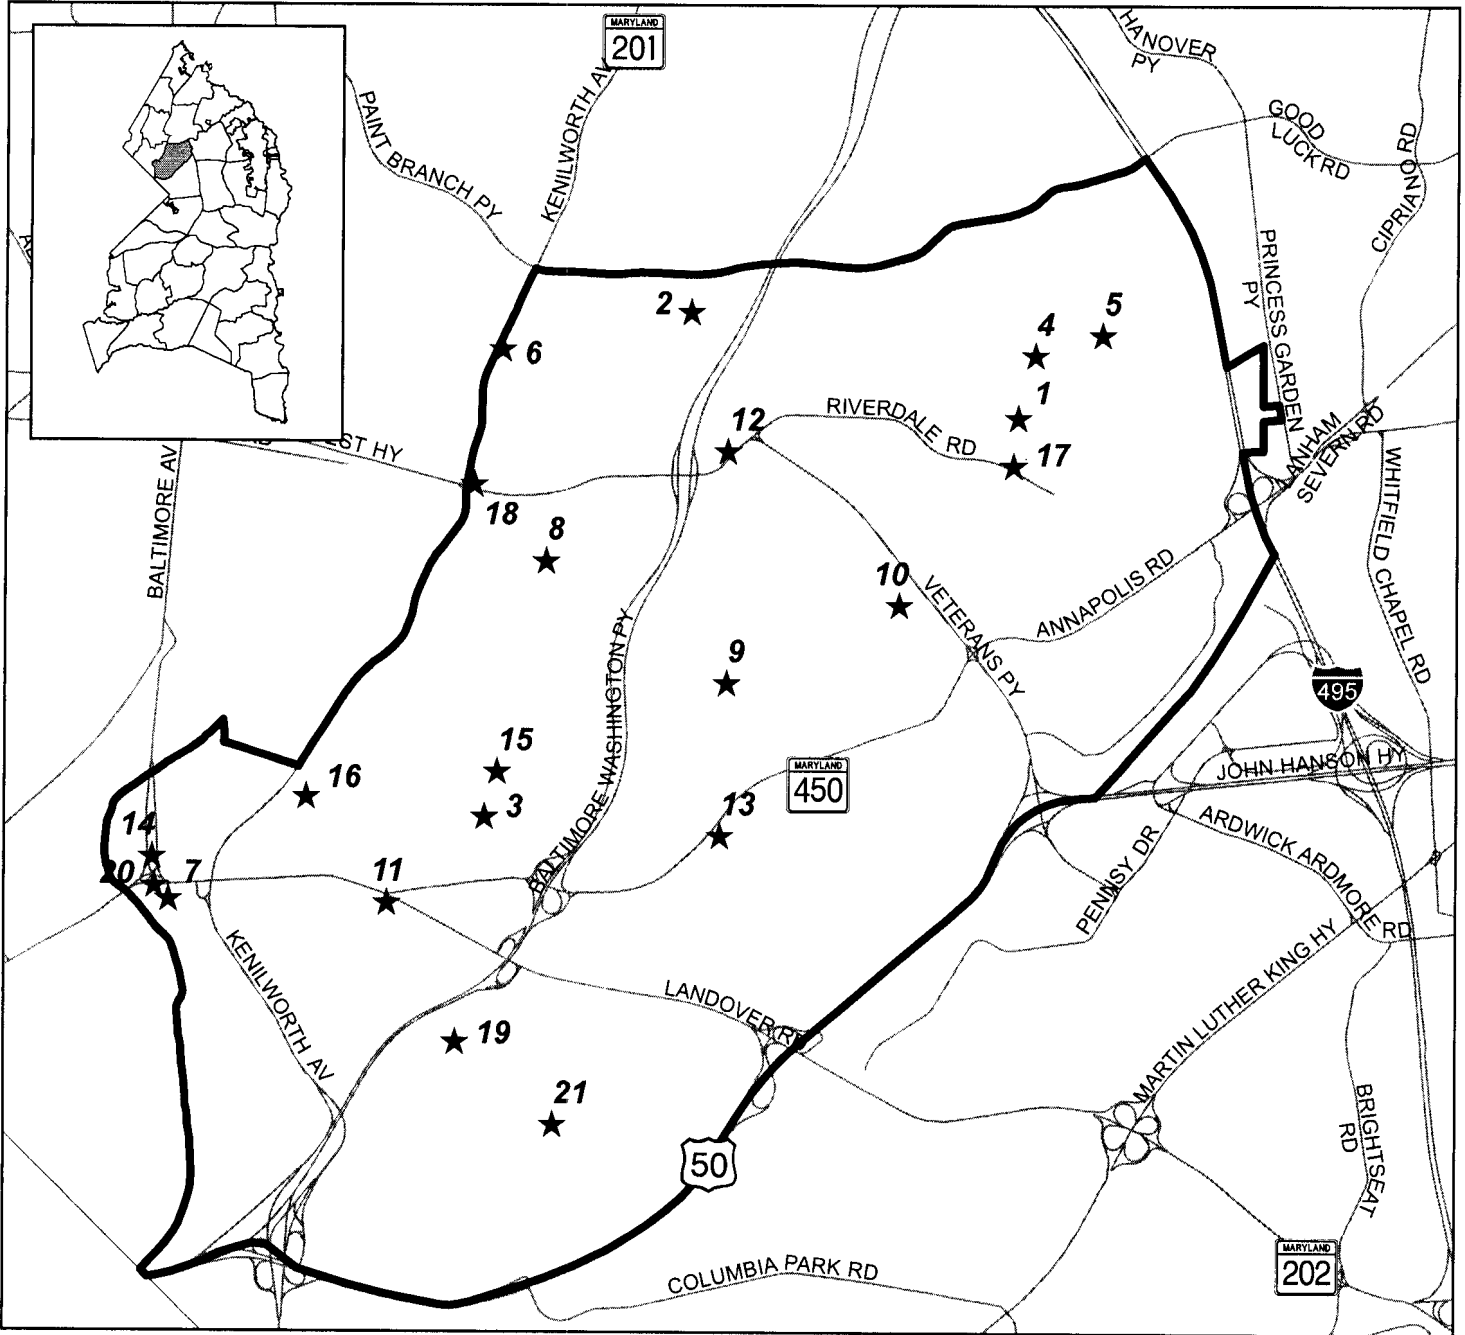 MARYLAND
201
HANOVER
PY
KENILWORTH AV
PAINT BRANCH PY
GOOD
LUCK RD
CIPRIANO RD
PRINCESS GARDEN
PY
2
5
4
6
1
12
RIVERDALE RD
17
EST HY
LANHAM
SEVERN RD
BALTIMORE AV
18
8
WHITFIELD CHAPEL RD
10
VETERANS PY
ANNAPOLIS RD
9
BALTIMORE WASHINGTON PY
495
15
16
MARYLAND
450
JOHN HANSON HY
3
13
14
ARDWICK ARDMORE RD
PENNSY DR
20
7
11
KENILWORTH AV
MARTIN LUTHER KING HY
LANDOVER RD
19
21
BRIGHTSEAT
RD
50
MARYLAND
202
COLUMBIA PARK RD